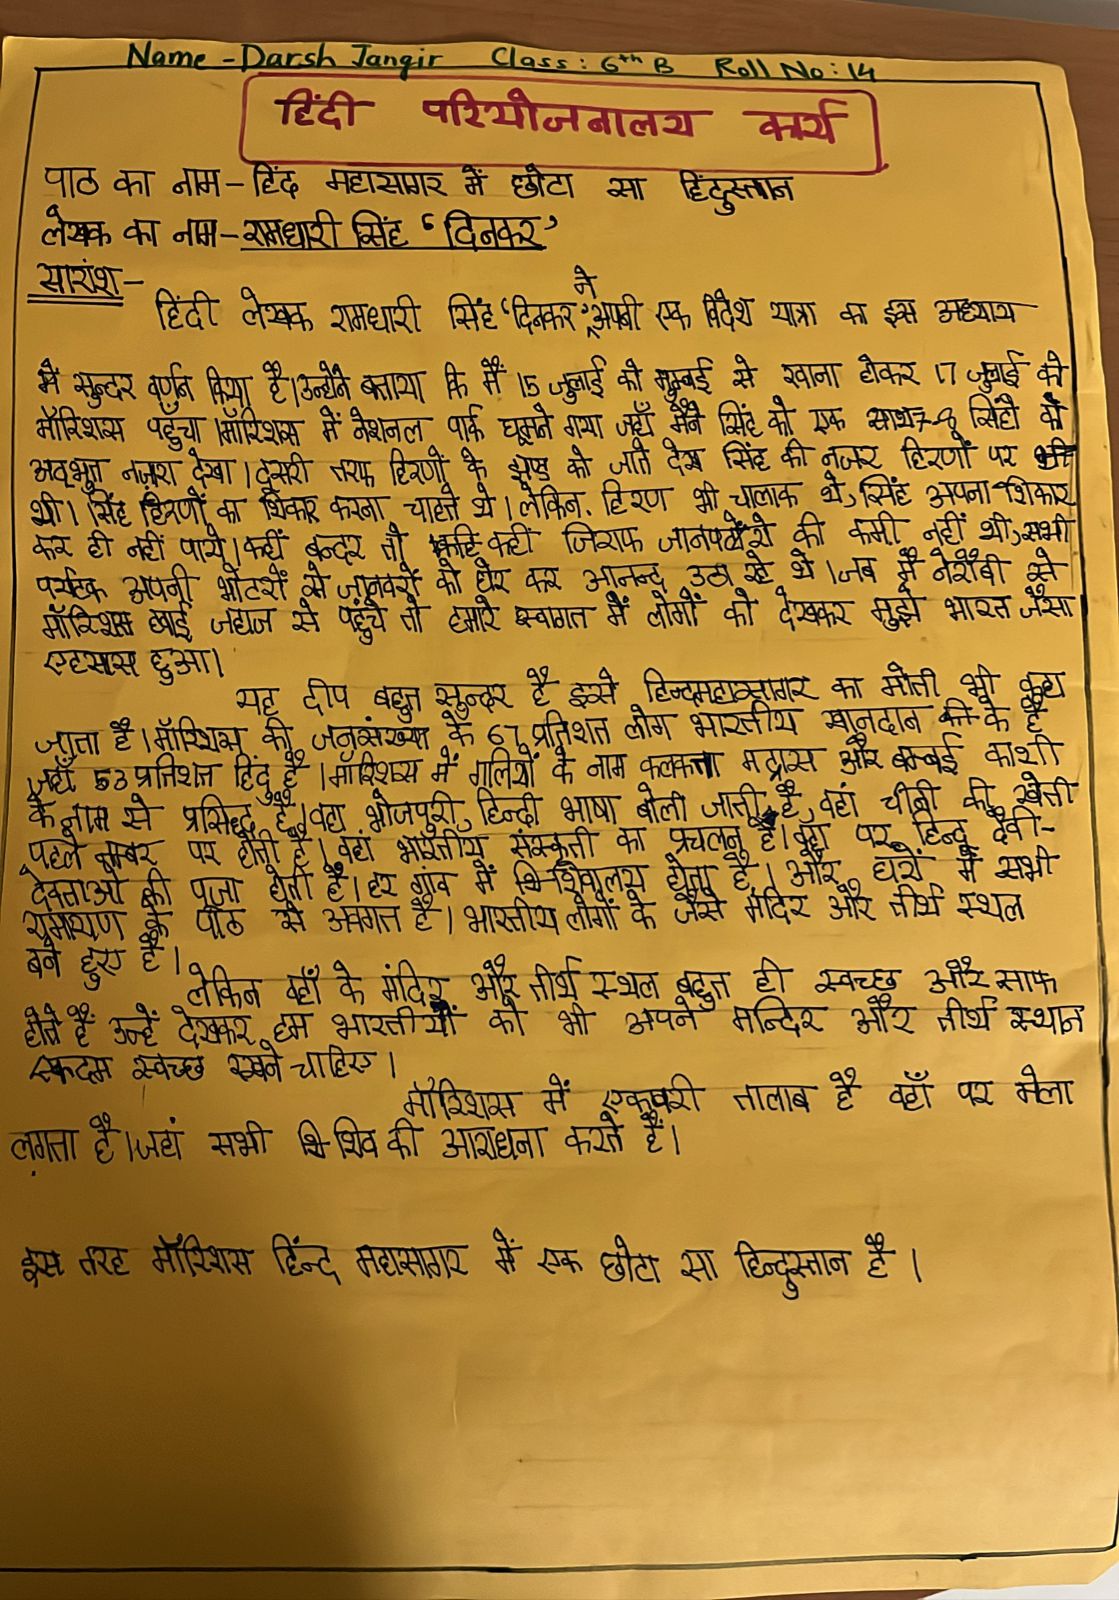 Name - Darsh Jangir Class: 6th B Roll No: 14
हिंदी परियोजनालय कार्य
पाठ का नाम - हिंद महासागर में छोटा सा हिंदुस्तान
लेखक का नाम - रामधारी सिंह 'दिनकर'
सारांश -
हिंदी लेखक रामधारी सिंह 'दिनकर' ने अपनी एक विदेश यात्रा का इस अध्याय
में सुन्दर वर्णन किया है। उन्होंने बताया कि मैं 15 जुलाई को मुम्बई से रवाना होकर 17 जुलाई को
मॉरिशस पहुँचा। मॉरिशस में नेशनल पार्क घूमने गया जहाँ मैंने सिंह को एक साथ 7-8 सिंहो का
अद्भुत नज़ारा देखा। दूसरी तरफ हिरणों के झुण्ड को जाते देख सिंह की नजर हिरणों पर भी
थी। सिंह हिरणों का शिकार करना चाहते थे। लेकिन. हिरण भी चालाक थे, सिंह अपना शिकार
कर ही नहीं पाये। कहीं बन्दर तो कहीं जिराफ जानवरों की कमी नहीं थी, सभी
पर्यटक अपनी मोटरों से जानवरों को घेर कर आनन्द उठा रहे थे। जब मैं नेरौबी से
मॉरिशस हवाई जहाज से पहुंचे तो हमारे स्वागत में लोगों को देखकर मुझे भारत जैसा
एहसास हुआ।
यह दीप बहुत सुन्दर है इसे हिन्दमहासागर का मोती भी कहा
जाता है। मॉरिशस की जनसंख्या के 67 प्रतिशत लोग भारतीय खानदान के है
जहाँ 53 प्रतिशत हिंदु है। मॉरिशस में गलियों के नाम कलकत्ता मद्रास और बम्बई काशी
के नाम से प्रसिद्ध है। वहा भोजपुरी, हिन्दी भाषा बोली जाती है, वहां चीनी की खेती
पहले नम्बर पर होती है। वहां भारतीय संस्कृती का प्रचलन है। वहाँ पर हिन्दु देवी-
देवताओं की पूजा होती है। हर गांव में शिवालय होता है। और घरों में सभी
रामायण के पाठ से अवगत है। भारतीय लोगों के जैसे मंदिर और तीर्थ स्थल
बने हुए है।
लेकिन वहाँ के मंदिर और तीर्थ स्थल बहुत ही स्वच्छ और साफ
होते हैं उन्हें देखकर हम भारतीयों को भी अपने मन्दिर और तीर्थ स्थान
एकदम स्वच्छ रखने चाहिए।
मॉरिशस में एक परी तालाब है वहाँ पर मेला
लगता है। जहां सभी शिव की आराधना करते हैं।
इस तरह मॉरिशस हिन्द महासागर में एक छोटा सा हिन्दुस्तान है।